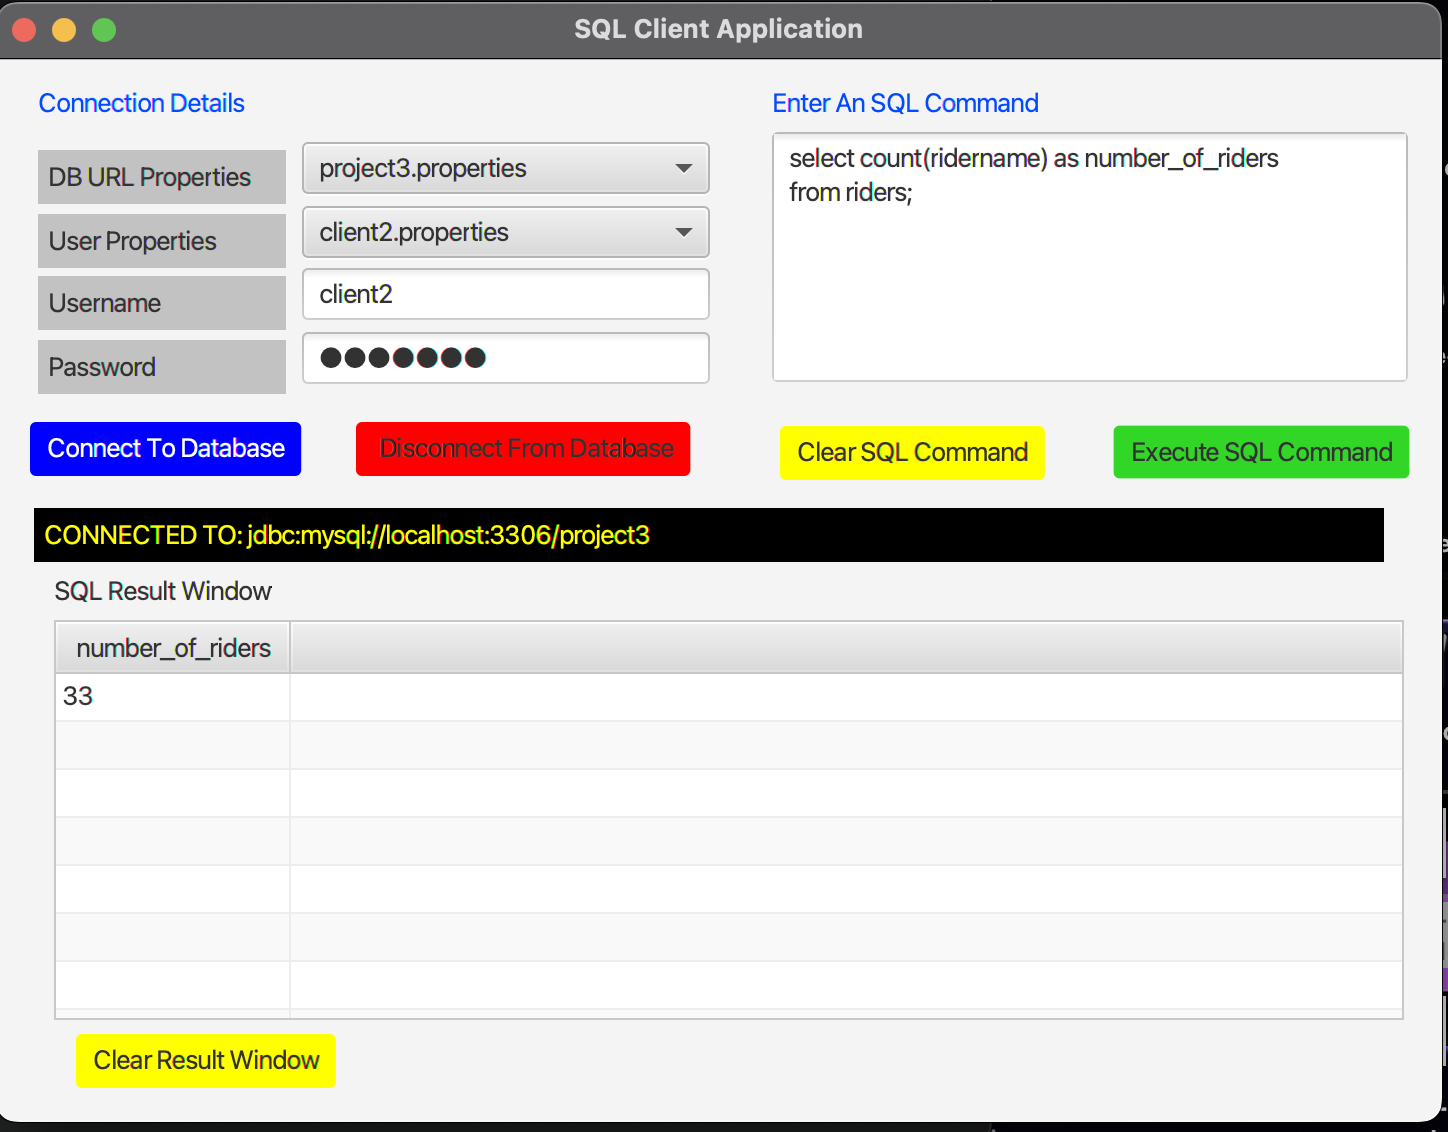 SQL Client Application
Connection Details
Enter An SQL Command
DB URL Properties
project3.properties
User Properties
client2.properties
Username
client2
Password
●●●●●●●
select count(ridername) as number_of_riders
from riders;
Connect To Database
Disconnect From Database
Clear SQL Command
Execute SQL Command
CONNECTED TO: jdbc:mysql://localhost:3306/project3
SQL Result Window
number_of_riders
33
Clear Result Window